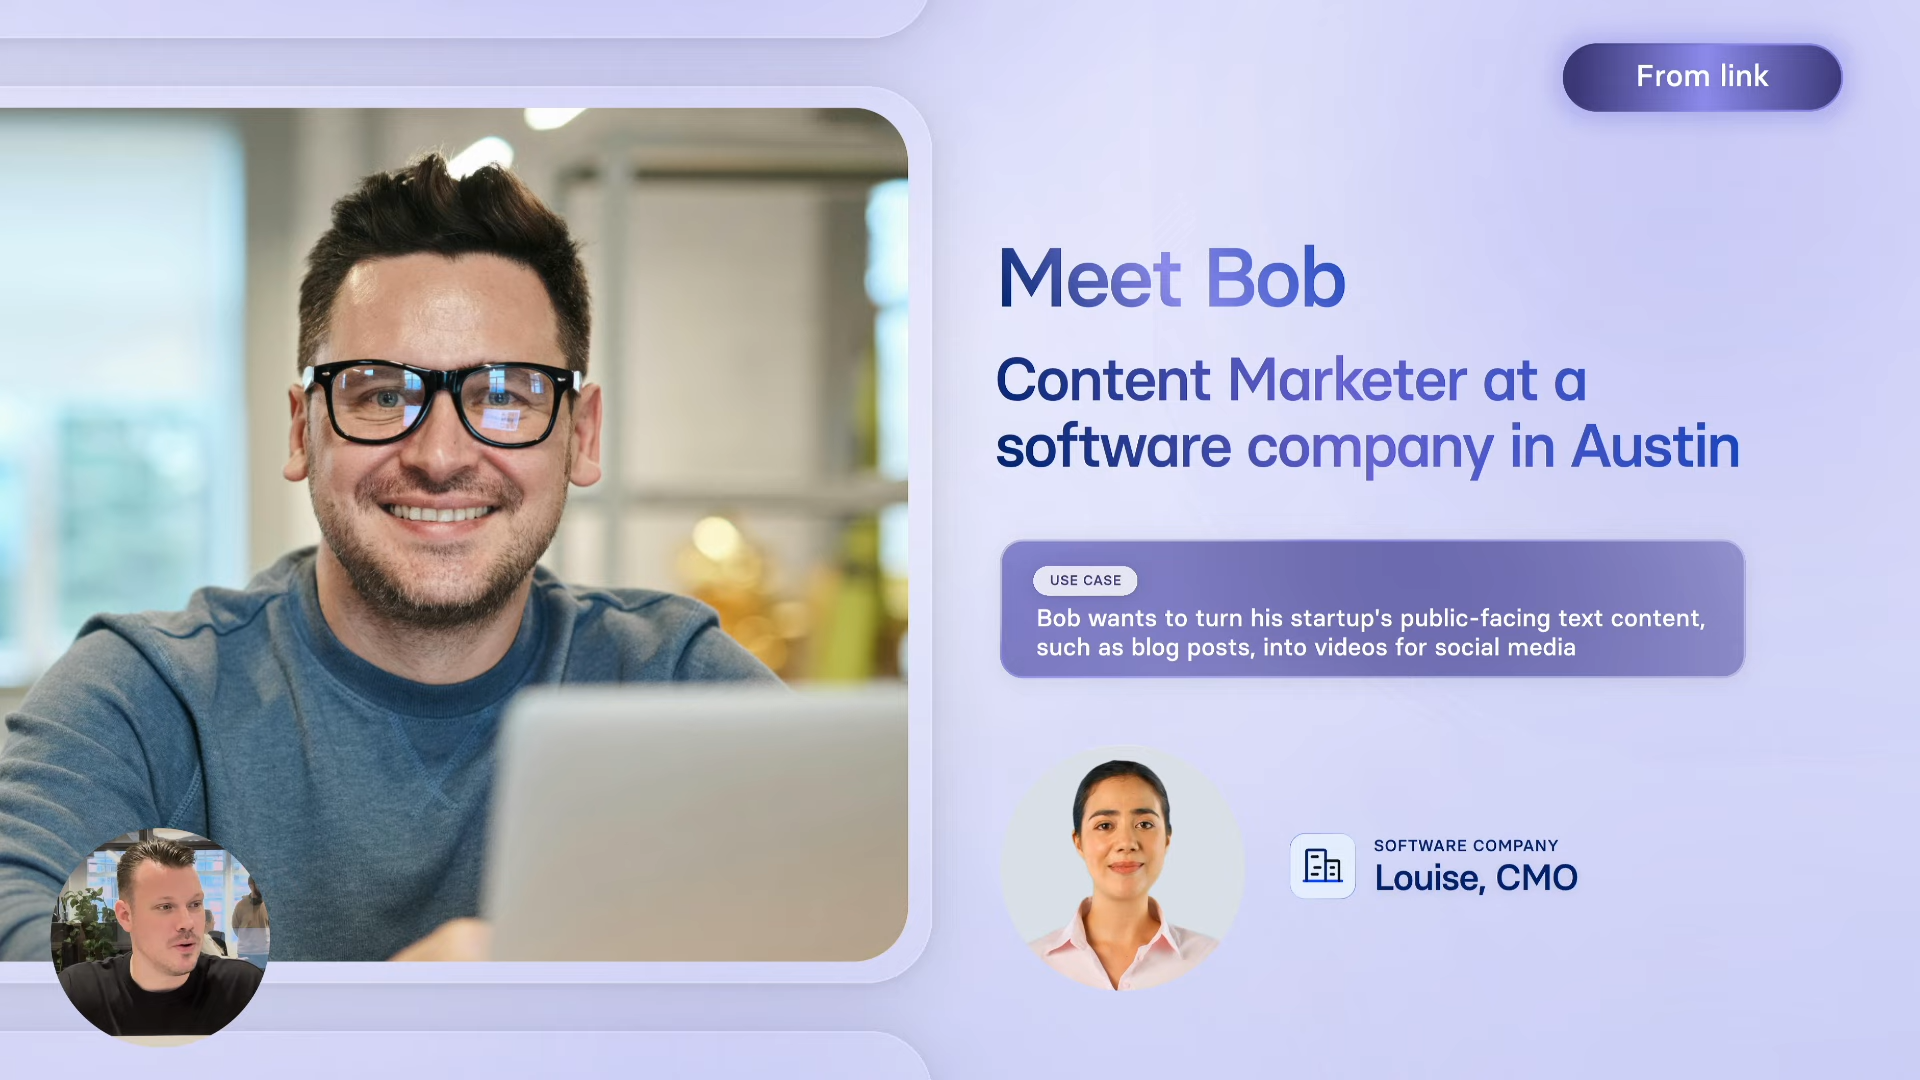 From link
Meet Bob
Content Marketer at a
software company in Austin
USE CASE
Bob wants to turn his startup's public-facing text content,
such as blog posts, into videos for social media
SOFTWARE COMPANY
Louise, CMO